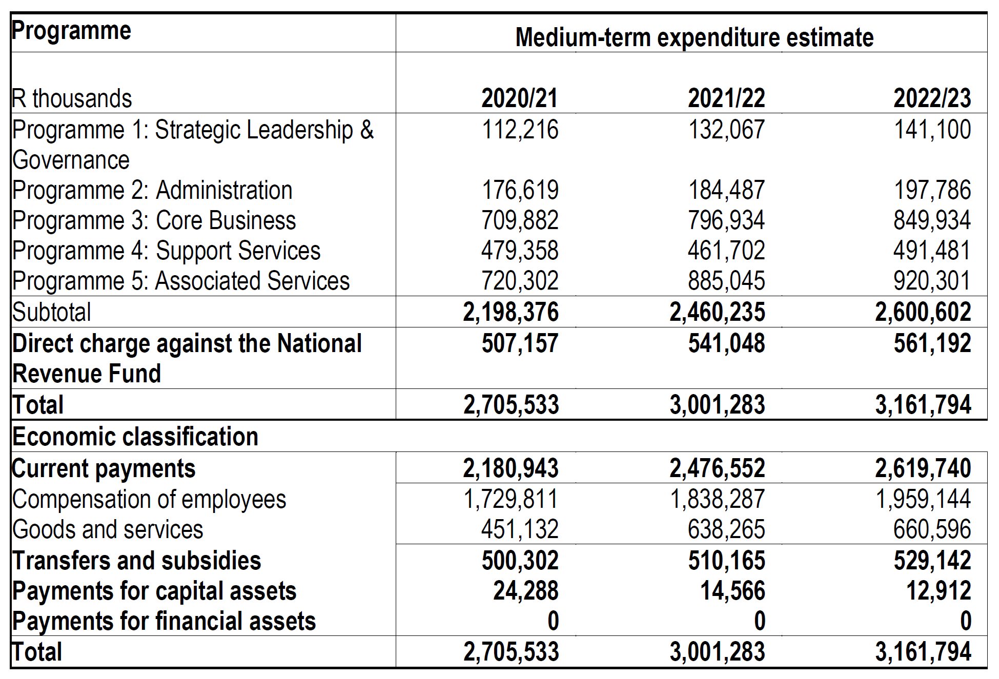 Programme Medium-term expenditure estimate
R thousands 2020/21 2021/22 2022/23
Programme 1: Strategic Leadership & 112,216 132,067 141,100
Governance
Programme 2: Administration 176,619 184,487 197,786
Programme 3: Core Business 709,882 796,934 849,934
Programme 4: Support Services 479,358 461,702 491,481
Programme 5: Associated Services 720,302 885,045 920,301
Subtotal 2,198,376 2,460,235 2,600,602
Direct charge against the National 507,157 541,048 561,192
Revenue Fund
Total 2,705,533 3,001,283 3,161,794
Economic classification
Current payments 2,180,943 2,476,552 2,619,740
Compensation of employees 1,729,811 1,838,287 1,959,144
Goods and services 451,132 638,265 660,596
Transfers and subsidies 500,302 510,165 529,142
Payments for capital assets 24,288 14,566 12,912
Payments for financial assets 0 0 0
Total 2,705,533 3,001,283 3,161,794